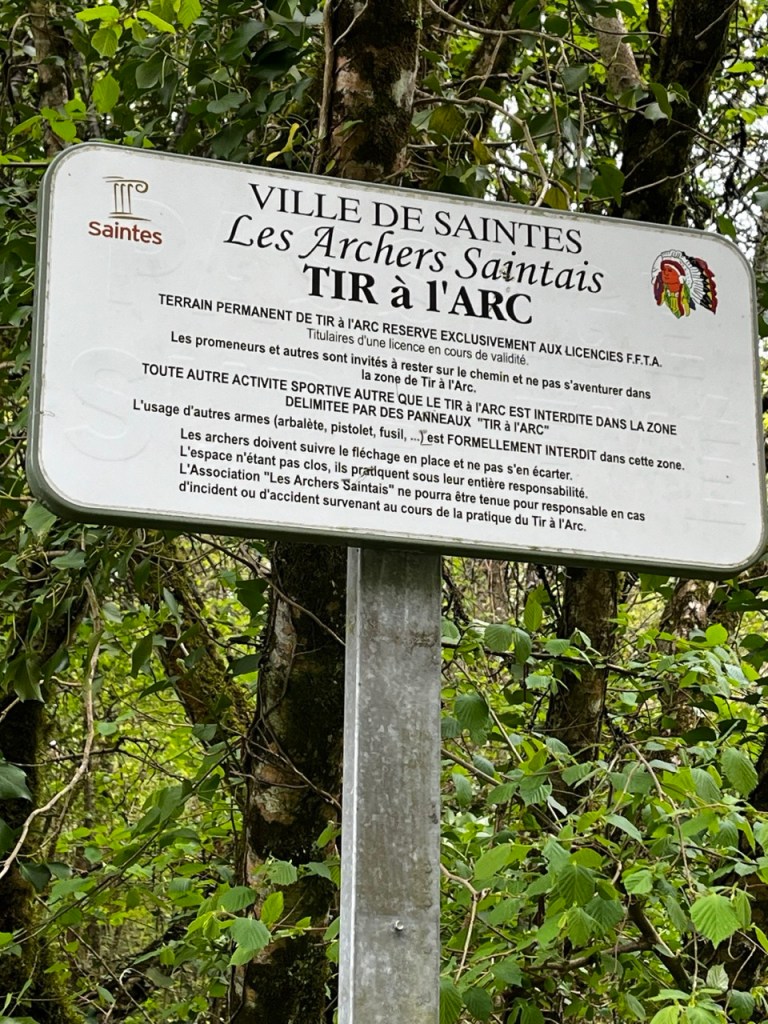 saintes
VILLE DE SAINTES
Les Archers Saintais
TIR à l'ARC
TERRAIN PERMANENT DE TIR à l'ARC RESERVE EXCLUSIVEMENT AUX LICENCIES F.F.T.A.
Titulaires d'une licence en cours de validité.
Les promeneurs et autres sont invités à rester sur le chemin et ne pas s'aventurer dans
la zone de Tir à l'Arc.
TOUTE AUTRE ACTIVITE SPORTIVE AUTRE QUE LE TIR à l'ARC EST INTERDITE DANS LA ZONE
DELIMITEE PAR DES PANNEAUX "TIR à l'ARC"
L'usage d'autres armes (arbalète, pistolet, fusil, ...) est FORMELLEMENT INTERDIT dans cette zone.
Les archers doivent suivre le fléchage en place et ne pas s'en écarter.
L'espace n'étant pas clos, ils pratiquent sous leur entière responsabilité.
L'Association "Les Archers Saintais" ne pourra être tenue pour responsable en cas
d'incident ou d'accident survenant au cours de la pratique du Tir à l'Arc.